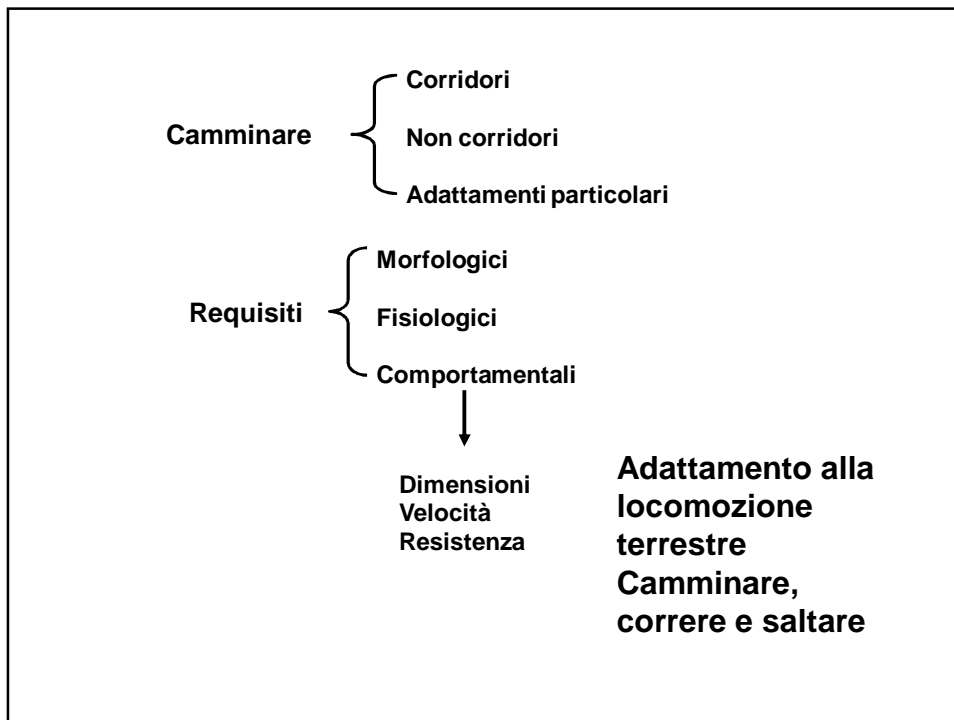 Corridori
Camminare
Non corridori
Adattamenti particolari
Morfologici
Requisiti
Fisiologici
Comportamentali
Dimensioni
Velocità
Resistenza
Adattamento alla
locomozione
terrestre
Camminare,
correre e saltare